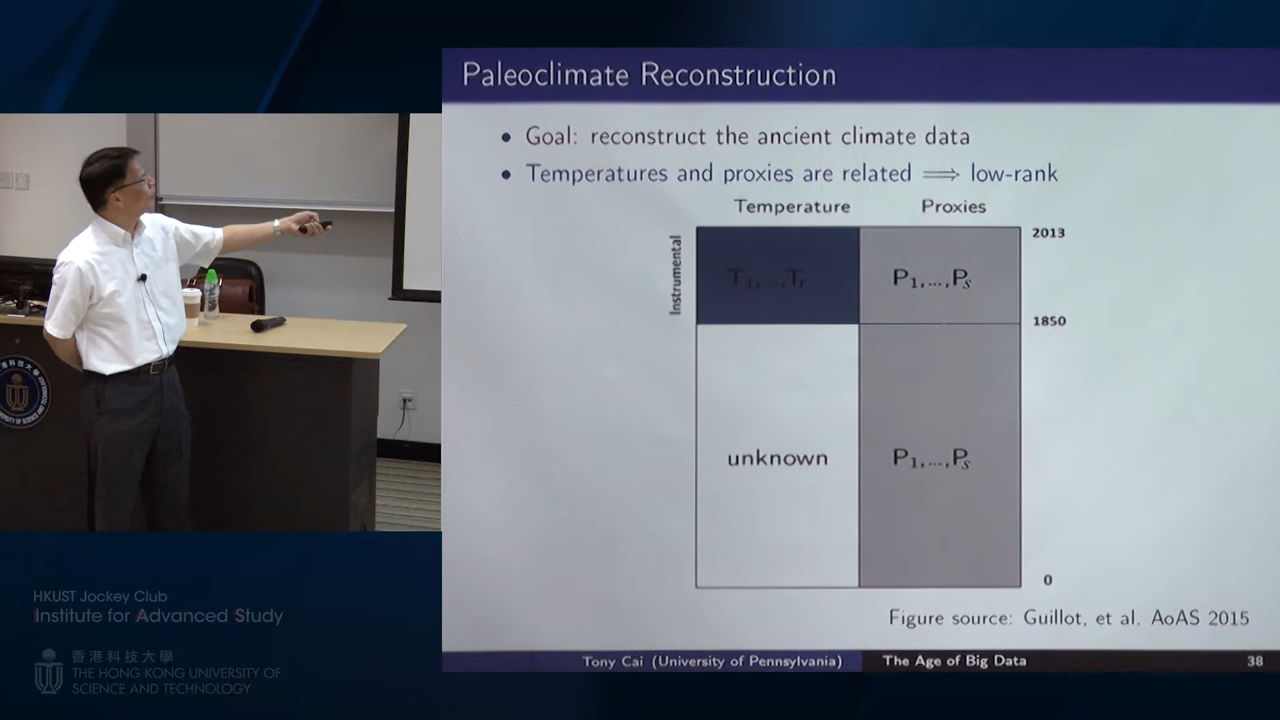 Paleoclimate Reconstruction
• Goal: reconstruct the ancient climate data
• Temperatures and proxies are related ⟹ low-rank
Temperature Proxies
Instrumental
T1,...,Tr P1,...,Ps
2013
1850
unknown P1,...,Ps
0
Figure source: Guillot, et al. AoAS 2015
Tony Cai (University of Pennsylvania) The Age of Big Data 38
HKUST Jockey Club
Institute for Advanced Study
香港科技大學
THE HONG KONG UNIVERSITY OF
SCIENCE AND TECHNOLOGY